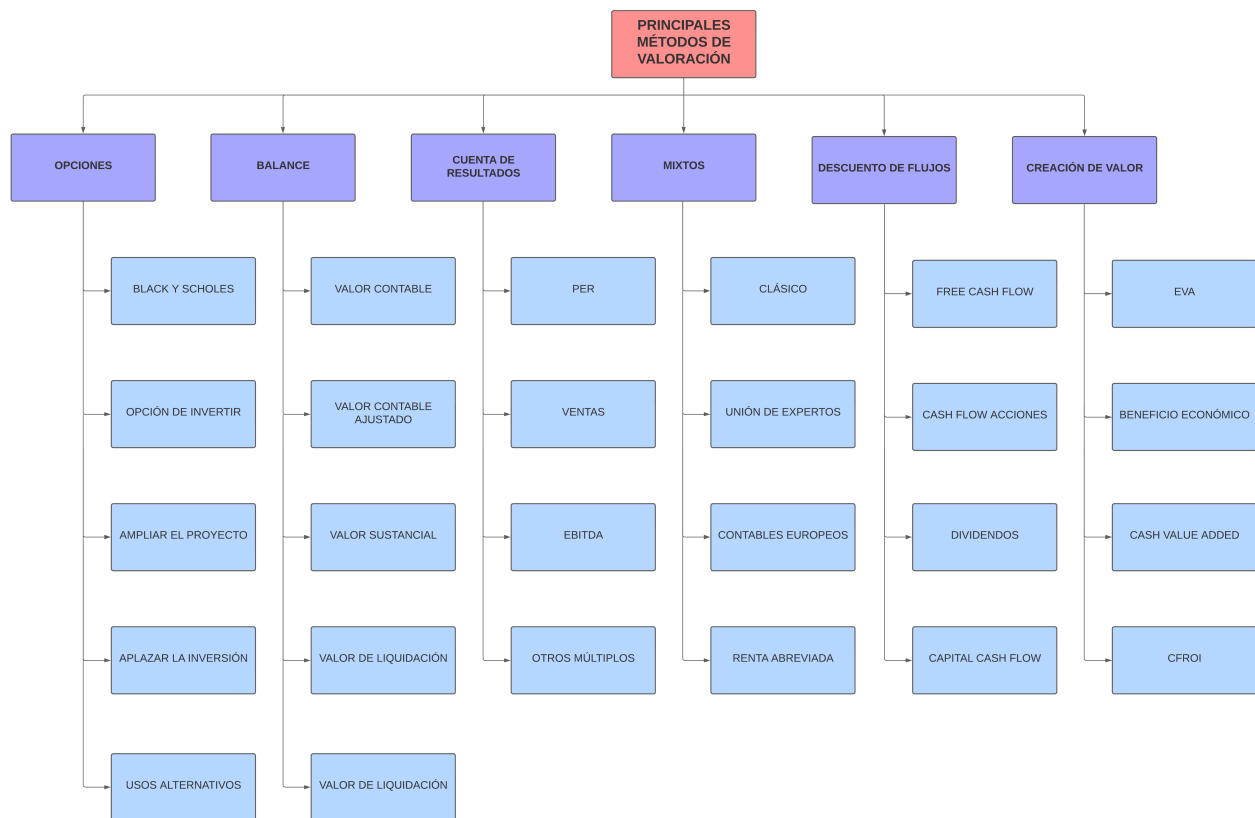 PRINCIPALES
MÉTODOS DE
VALORACIÓN
OPCIONES
BALANCE
CUENTA DE
RESULTADOS
MIXTOS
DESCUENTO DE FLUJOS
CREACIÓN DE VALOR
BLACK Y SCHOLES
VALOR CONTABLE
PER
CLÁSICO
FREE CASH FLOW
EVA
OPCIÓN DE INVERTIR
VALOR CONTABLE
AJUSTADO
VENTAS
UNIÓN DE EXPERTOS
CASH FLOW ACCIONES
BENEFICIO ECONÓMICO
AMPLIAR EL PROYECTO
VALOR SUSTANCIAL
EBITDA
CONTABLES EUROPEOS
DIVIDENDOS
CASH VALUE ADDED
APLAZAR LA INVERSIÓN
VALOR DE LIQUIDACIÓN
OTROS MÚLTIPLOS
RENTA ABREVIADA
CAPITAL CASH FLOW
CFROI
USOS ALTERNATIVOS
VALOR DE LIQUIDACIÓN